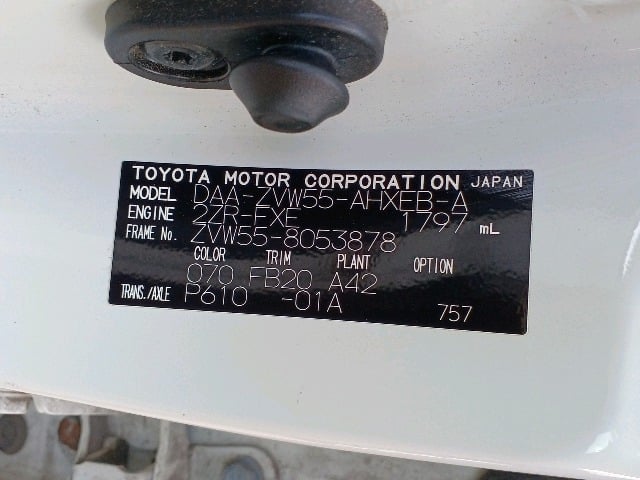 TOYOTA MOTOR CORPORATION JAPAN
MODEL DAA-ZVW55-AHXEB-A
ENGINE 2ZR-FXE 1797 mL
FRAME No. ZVW55-8053878
COLOR TRIM PLANT OPTION
070 FB20 A42
TRANS./AXLE P610 -01A 757